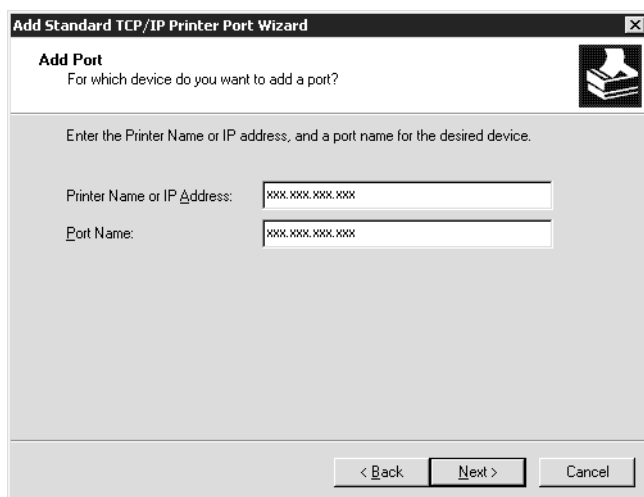 Add Standard TCP/IP Printer Port Wizard
Add Port
For which device do you want to add a port?
Enter the Printer Name or IP address, and a port name for the desired device.
Printer Name or IP Address: xxx.xxx.xxx.xxx
Port Name: xxx.xxx.xxx.xxx
< Back Next > Cancel